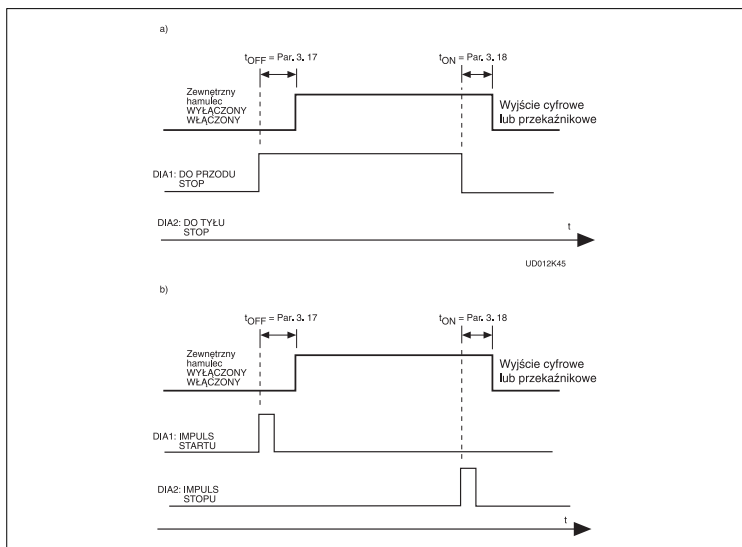 a)
tOFF = Par. 3. 17
tON = Par. 3. 18
Zewnętrzny
hamulec
WYŁĄCZONY
WŁĄCZONY
Wyjście cyfrowe
lub przekaźnikowe
DIA1: DO PRZODU
STOP
DIA2: DO TYŁU
STOP
t
UD012K45
b)
tOFF = Par. 3. 17
tON = Par. 3. 18
Zewnętrzny
hamulec
WYŁĄCZONY
WŁĄCZONY
Wyjście cyfrowe
lub przekaźnikowe
DIA1: IMPULS
STARTU
DIA2: IMPULS
STOPU
t